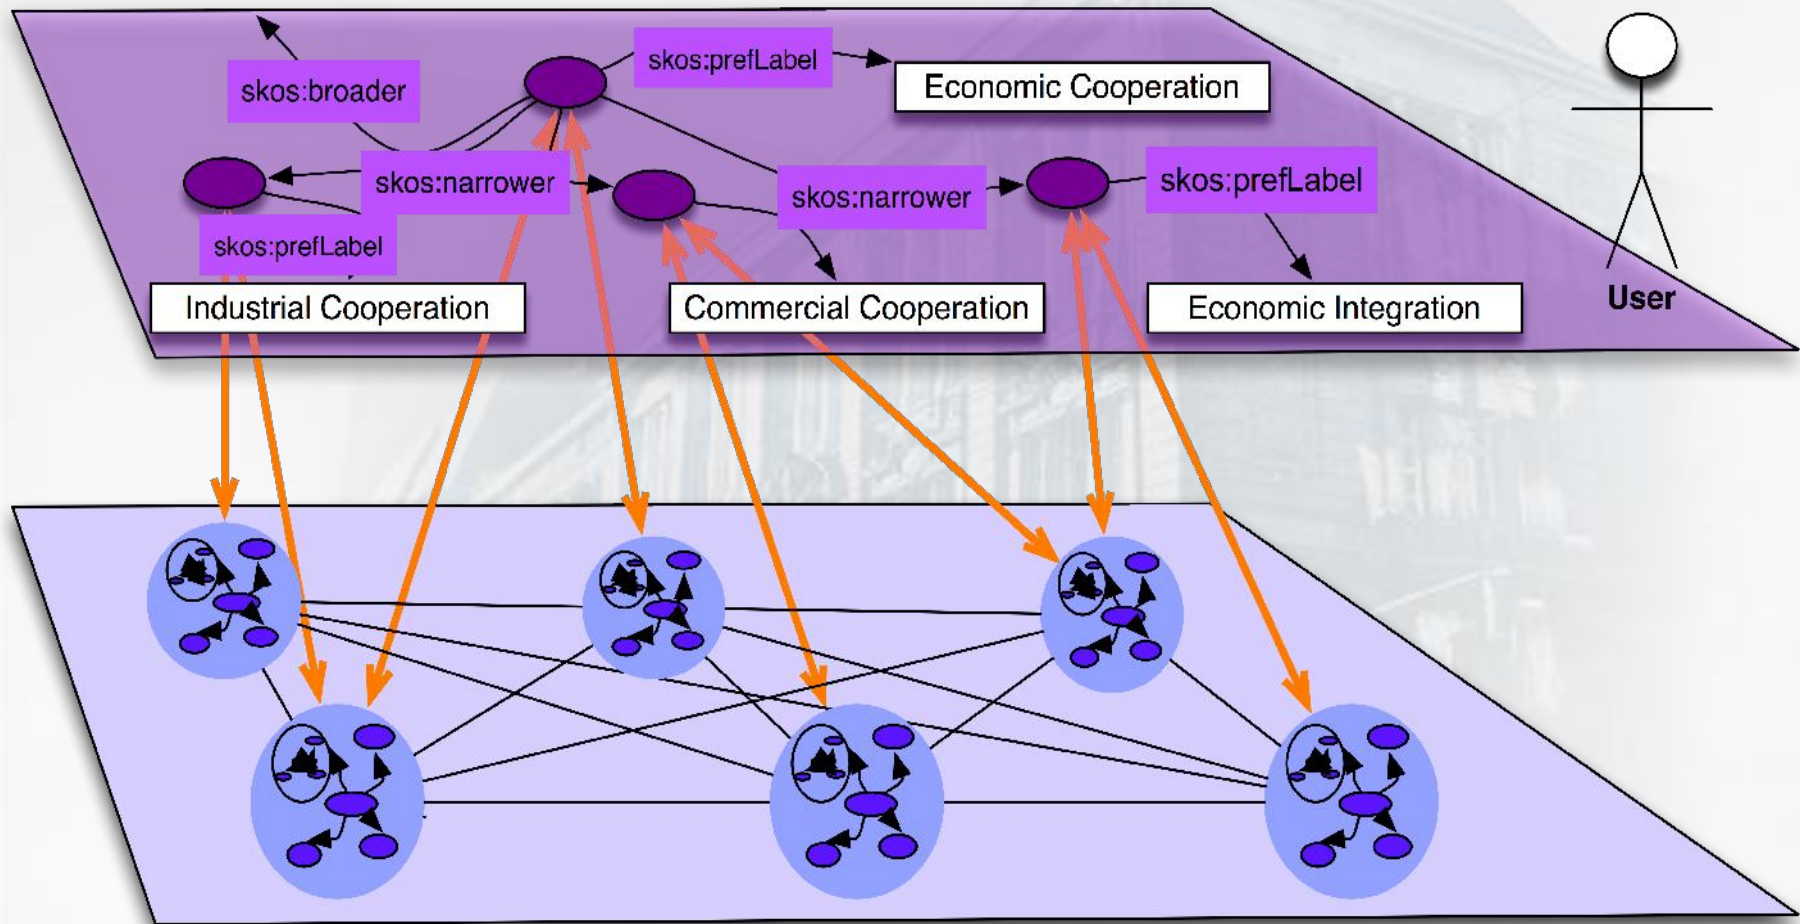 skos:prefLabel
Economic Cooperation
skos:broader
skos:narrower
skos:narrower
skos:prefLabel
skos:prefLabel
Industrial Cooperation
Commercial Cooperation
Economic Integration
User